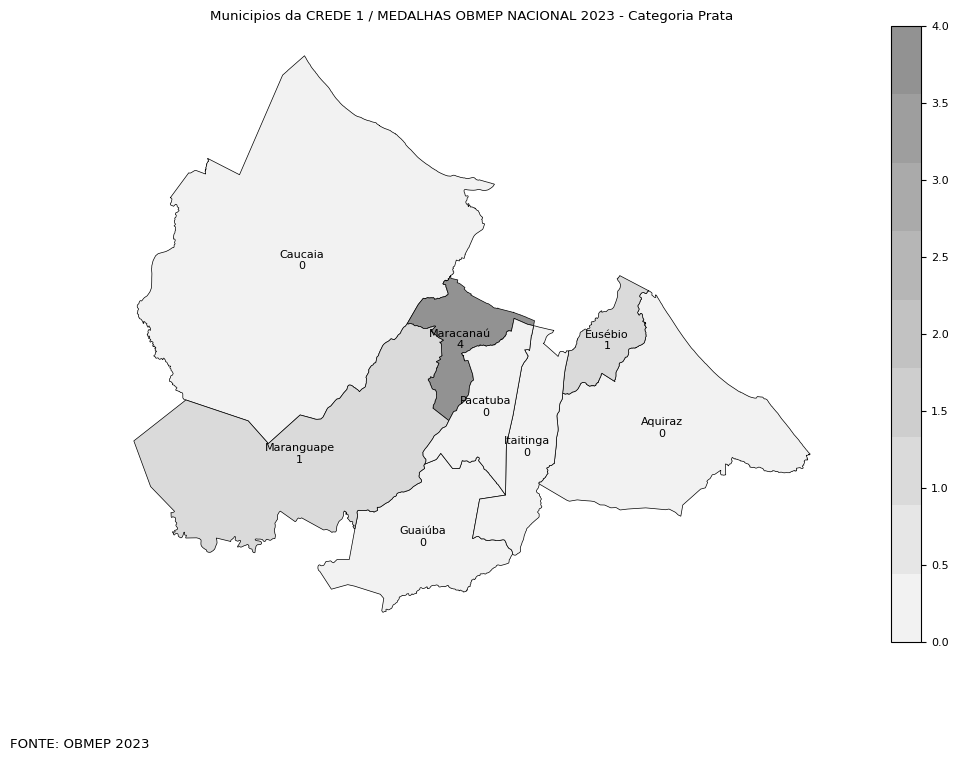 Municipios da CREDE 1 / MEDALHAS OBMEP NACIONAL 2023 - Categoria Prata
4.0
3.5
3.0
2.5
2.0
1.5
1.0
0.5
0.0
Caucaia
0
Maracanaú
4
Eusébio
1
Pacatuba
0
Aquiraz
0
Itaitinga
0
Maranguape
1
Guaiúba
0
FONTE: OBMEP 2023